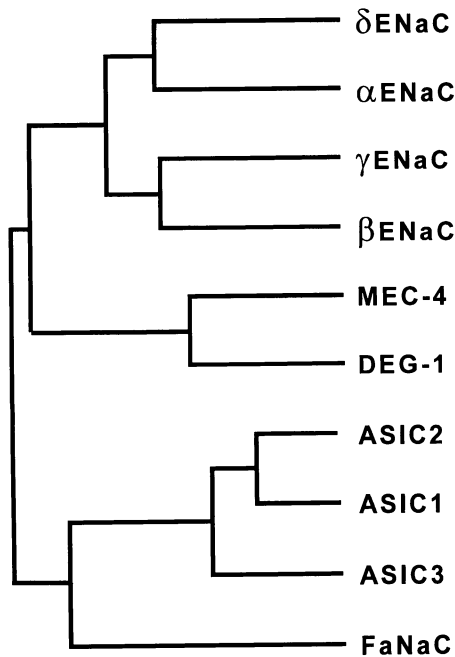 δENaC
αENaC
γENaC
βENaC
MEC-4
DEG-1
ASIC2
ASIC1
ASIC3
FaNaC